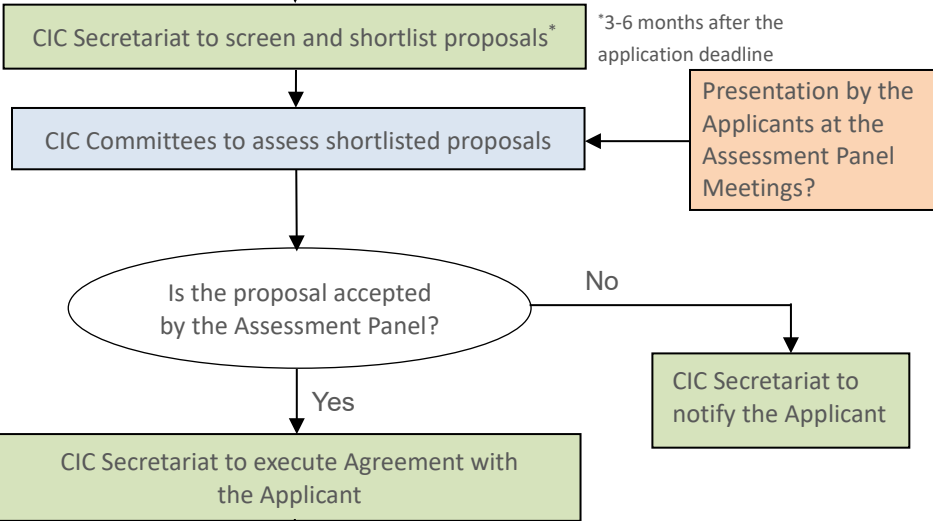 CIC Secretariat to screen and shortlist proposals*
*3-6 months after the
application deadline
CIC Committees to assess shortlisted proposals
Presentation by the
Applicants at the
Assessment Panel
Meetings?
Is the proposal accepted
by the Assessment Panel?
No
CIC Secretariat to
notify the Applicant
Yes
CIC Secretariat to execute Agreement with
the Applicant